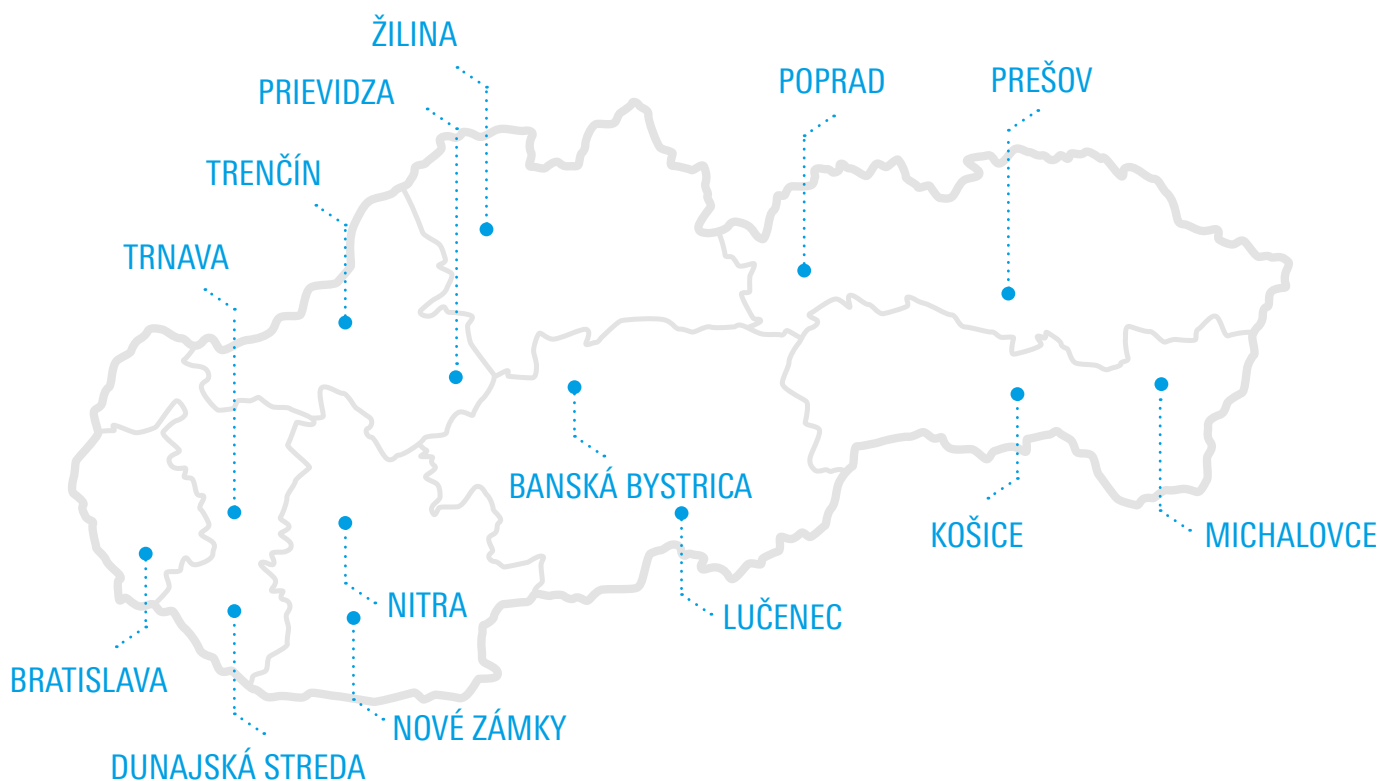 ŽILINA
PRIEVIDZA
POPRAD
PREŠOV
TRENČÍN
TRNAVA
BANSKÁ BYSTRICA
KOŠICE
MICHALOVCE
NITRA
LUČENEC
BRATISLAVA
NOVÉ ZÁMKY
DUNAJSKÁ STREDA